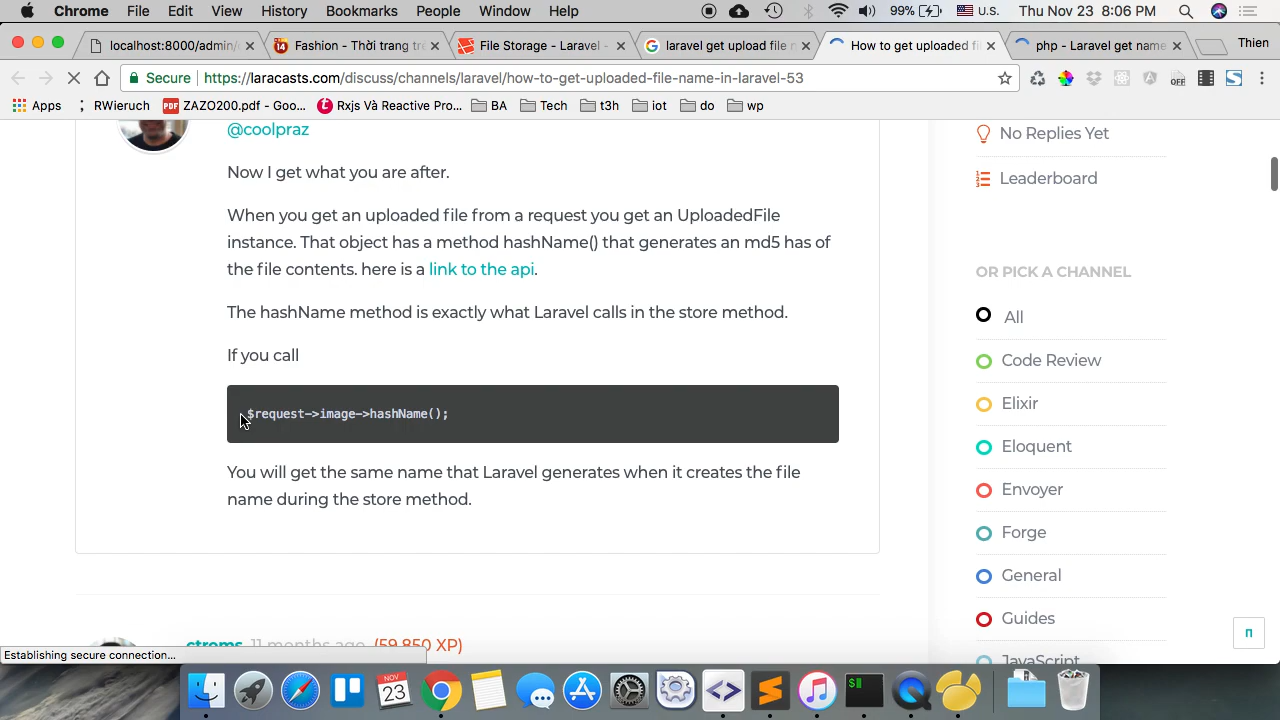 Chrome File Edit View History Bookmarks People Window Help 99% U.S. Thu Nov 23 8:06 PM
localhost:8000/admin/ Fashion - Thời trang trẻ File Storage - Laravel - laravel get upload file n How to get uploaded fi php - Laravel get name Thien
Secure https://laracasts.com/discuss/channels/laravel/how-to-get-uploaded-file-name-in-laravel-53 OFF
Apps RWieruch PDF ZAZO200.pdf - Goo... Rxjs Và Reactive Pro... BA Tech t3h iot do wp
@coolpraz
Now I get what you are after.
When you get an uploaded file from a request you get an UploadedFile
instance. That object has a method hashName() that generates an md5 has of
the file contents. here is a link to the api.
The hashName method is exactly what Laravel calls in the store method.
If you call
$request->image->hashName();
You will get the same name that Laravel generates when it creates the file
name during the store method.
ctroms 11 months ago (59,850 XP)
No Replies Yet
Leaderboard
OR PICK A CHANNEL
All
Code Review
Elixir
Eloquent
Envoyer
Forge
General
Guides
JavaScript
Establishing secure connection...
NOV
23